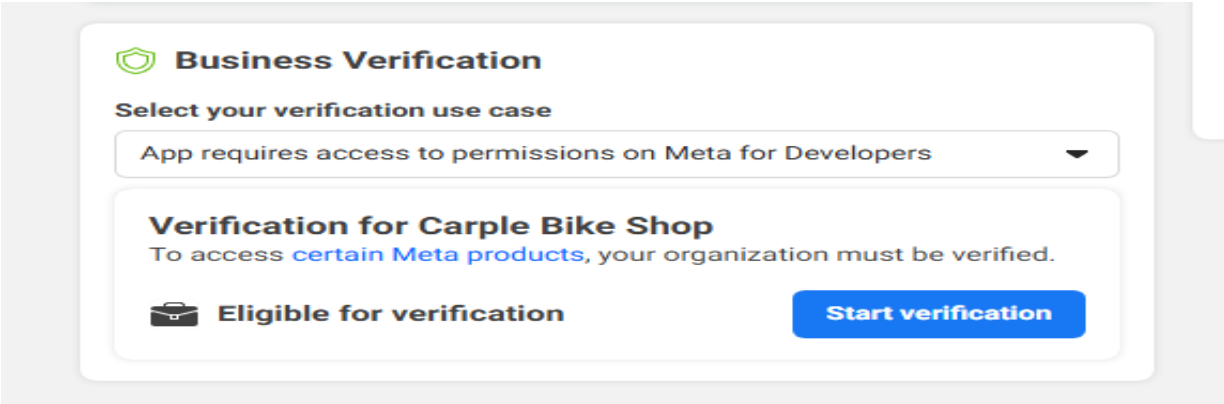 Business Verification
Select your verification use case
App requires access to permissions on Meta for Developers
Verification for Carple Bike Shop
To access certain Meta products, your organization must be verified.
Eligible for verification
Start verification